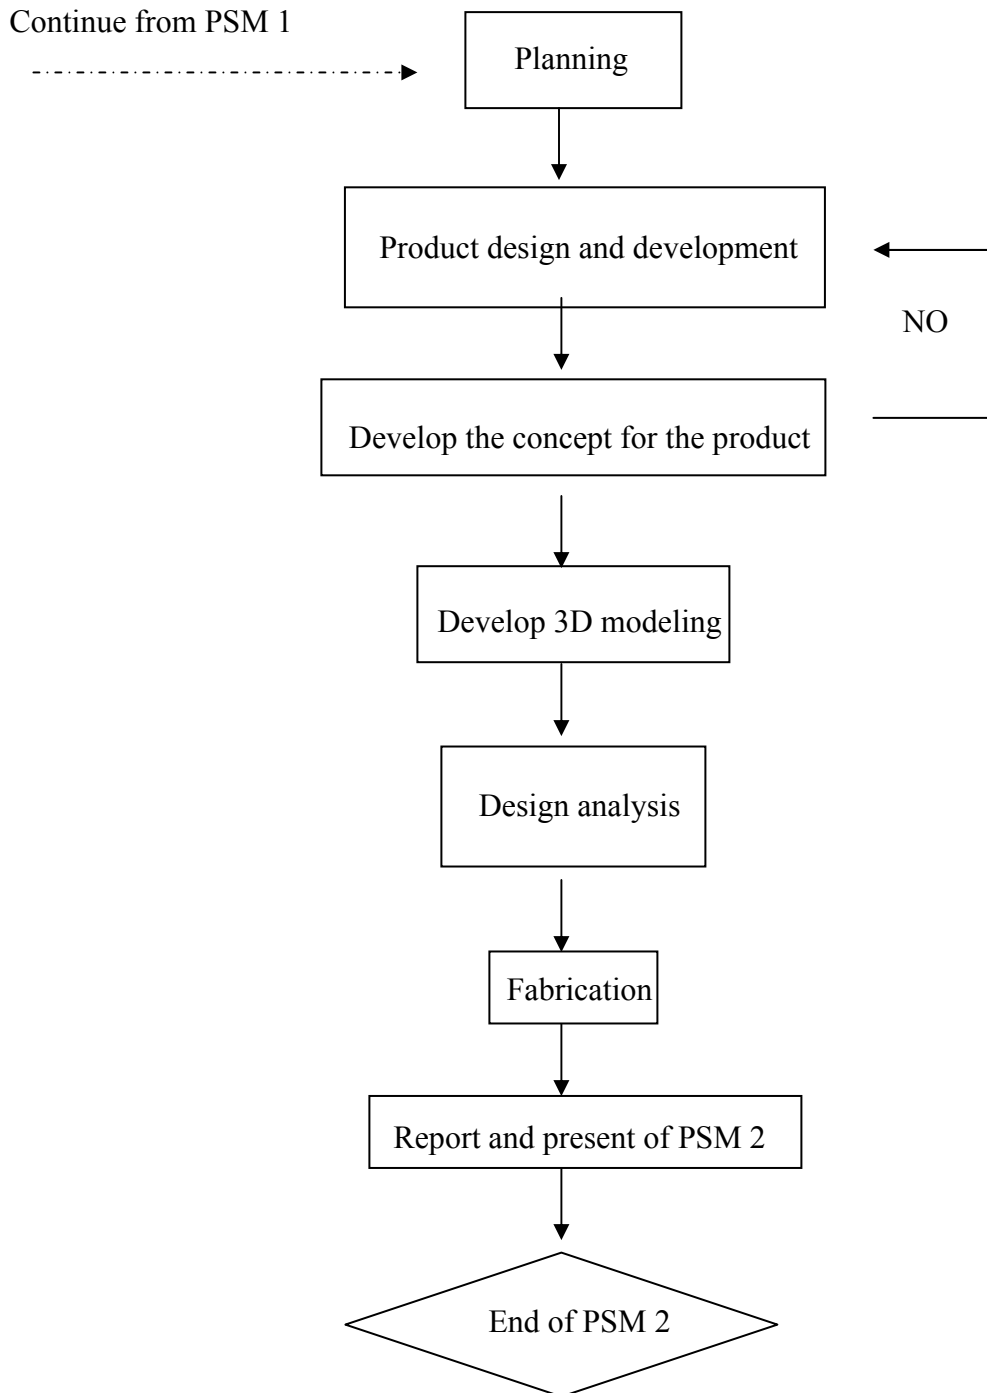 Continue from PSM 1
Planning
Product design and development
NO
Develop the concept for the product
Develop 3D modeling
Design analysis
Fabrication
Report and present of PSM 2
End of PSM 2